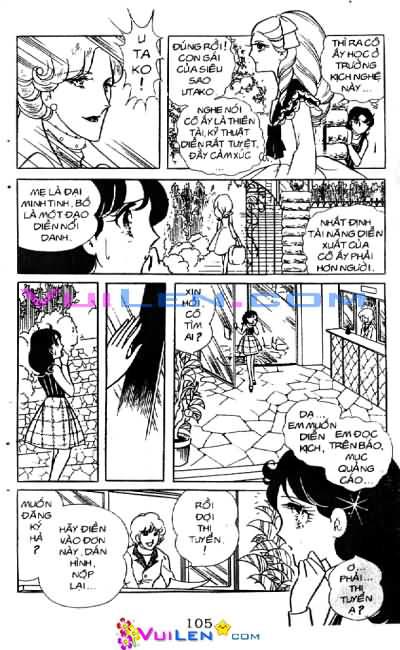 U
TAKO!
ĐÚNG RỒI!
CON GÁI
CỦA SIÊU
SAO
UTAKO
THÌ RA CÔ
ẤY HỌC Ở
TRƯỜNG
KỊCH NGHỆ
NÀY...
NGHE NÓI
CÔ ẤY LÀ THIÊN
TÀI, KỸ THUẬT
DIỄN RẤT TUYỆT,
ĐẦY CẢM XÚC
MẸ LÀ ĐẠI
MINH TINH, BỐ
LÀ MỘT ĐẠO
DIỄN NỔI
DANH.
NHẤT ĐỊNH
TÀI NĂNG DIỄN
XUẤT CỦA
CÔ ẤY PHẢI
HƠN NGƯỜI.
VUILEN.COM
XIN
HỎI
CÔ
TÌM
AI?
DẠ...
EM MUỐN
DIỄN
KỊCH,
EM ĐỌC
TRÊN BÁO,
MỤC
QUẢNG
CÁO...
MUỐN
ĐĂNG
KÝ
HẢ?
HÃY ĐIỀN
VÀO ĐƠN
NÀY, DÁN
HÌNH,
NỘP
LẠI...
RỒI
ĐỢI
THI
TUYỂN
!
Ơ...
PHẢI...
THI
TUYỂN
Ạ?
105
VUILEN.COM